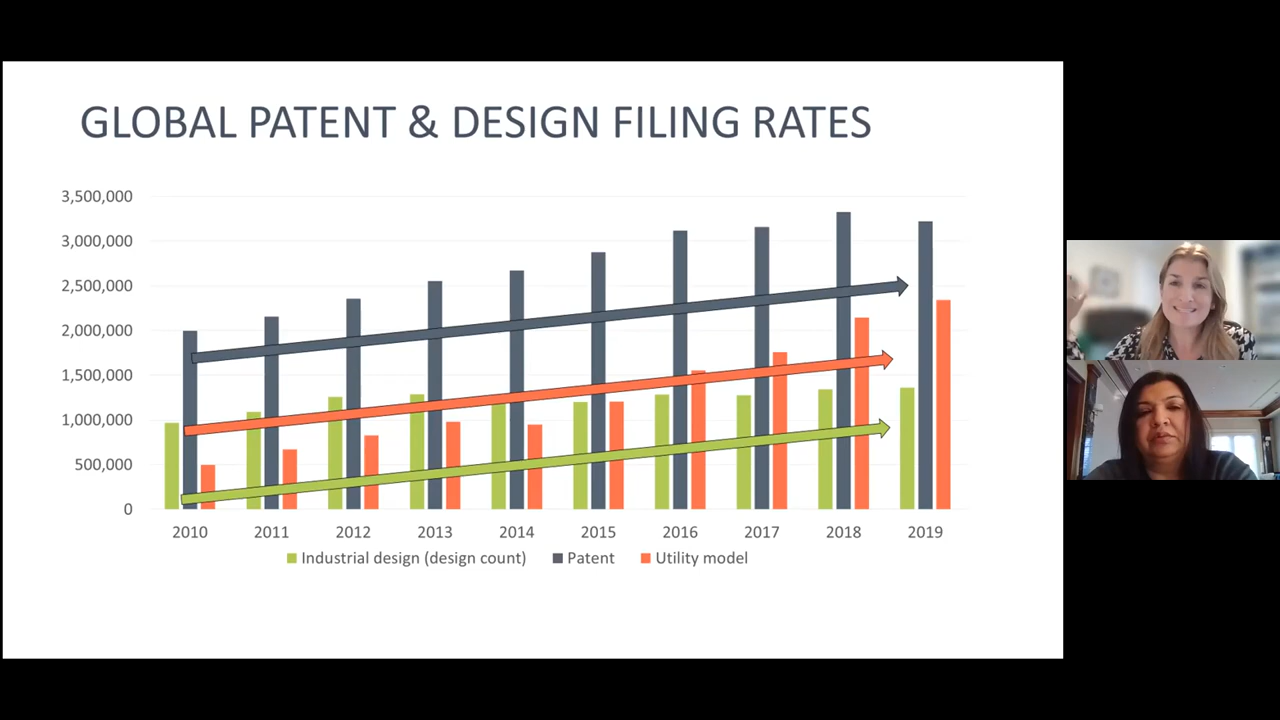 GLOBAL PATENT & DESIGN FILING RATES
3,500,000
3,000,000
2,500,000
2,000,000
1,500,000
1,000,000
500,000
0
2010 2011 2012 2013 2014 2015 2016 2017 2018 2019
Industrial design (design count) Patent Utility model